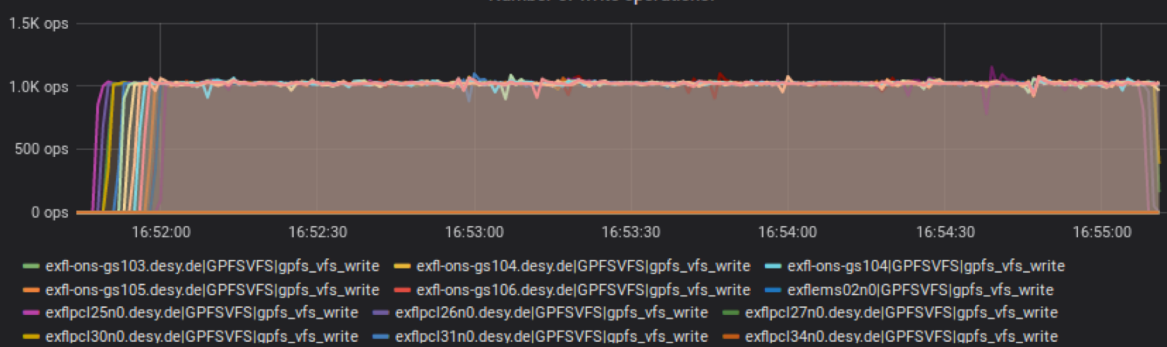 1.5K ops
1.0K ops
500 ops
0 ops
16:52:00 16:52:30 16:53:00 16:53:30 16:54:00 16:54:30 16:55:00
exfl-ons-gs103.desy.de|GPFSVFS|gpfs_vfs_write exfl-ons-gs104.desy.de|GPFSVFS|gpfs_vfs_write exfl-ons-gs104|GPFSVFS|gpfs_vfs_write
exfl-ons-gs105.desy.de|GPFSVFS|gpfs_vfs_write exfl-ons-gs106.desy.de|GPFSVFS|gpfs_vfs_write exflems02n0|GPFSVFS|gpfs_vfs_write
exflpcl25n0.desy.de|GPFSVFS|gpfs_vfs_write exflpcl26n0.desy.de|GPFSVFS|gpfs_vfs_write exflpcl27n0.desy.de|GPFSVFS|gpfs_vfs_write
exflpcl30n0.desy.de|GPFSVFS|gpfs_vfs_write exflpcl31n0.desy.de|GPFSVFS|gpfs_vfs_write exflpcl34n0.desy.de|GPFSVFS|gpfs_vfs_write